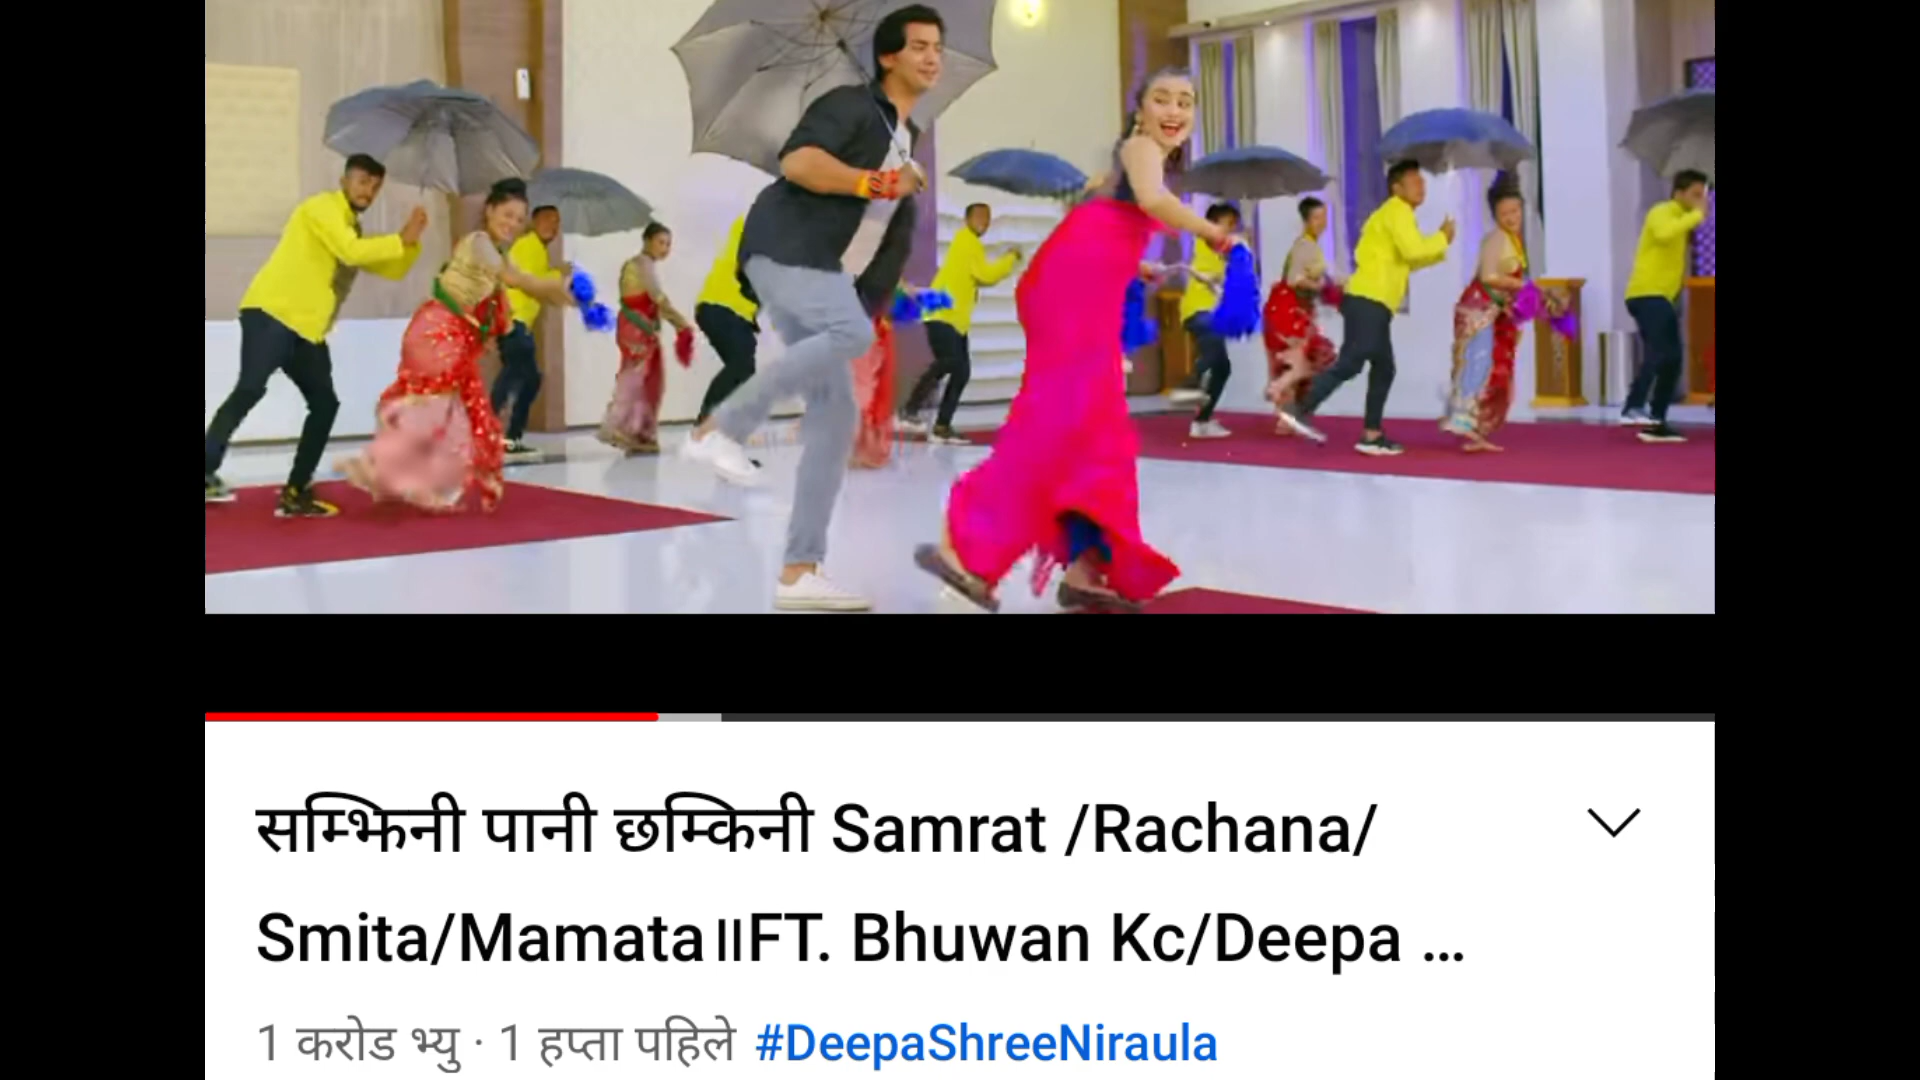 सम्झिनी पानी छम्किनी Samrat /Rachana/
Smita/Mamata॥FT. Bhuwan Kc/Deepa ...
1 करोड भ्यु · 1 हप्ता पहिले #DeepaShreeNiraula